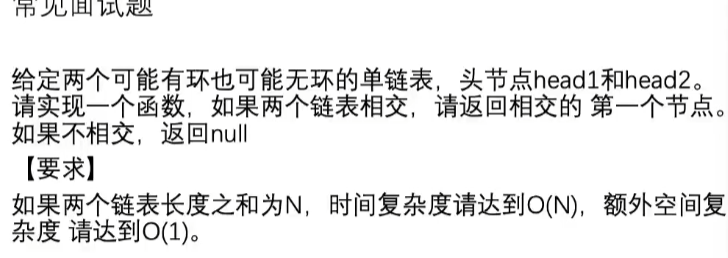 常见面试题
给定两个可能有环也可能无环的单链表，头节点head1和head2。
请实现一个函数，如果两个链表相交，请返回相交的 第一个节点。
如果不相交，返回null
【要求】
如果两个链表长度之和为N，时间复杂度请达到O(N)，额外空间复
杂度 请达到O(1)。